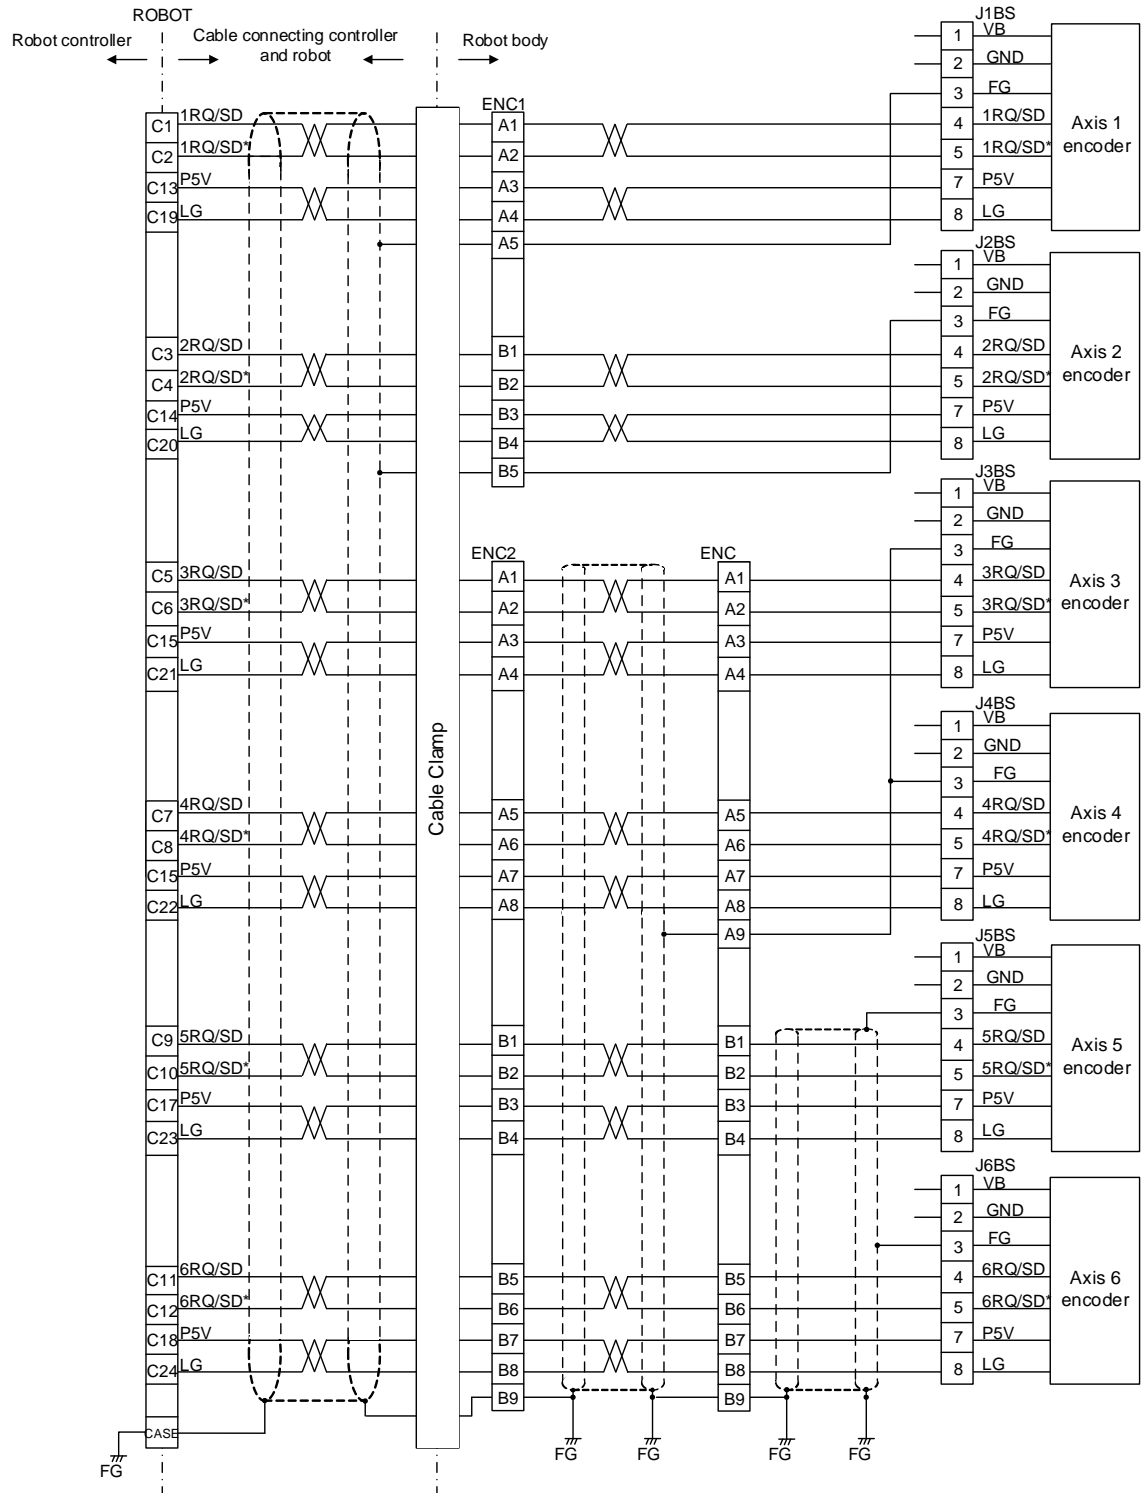 ROBOT
Robot controller
Cable connecting controller
and robot
Robot body
J1BS
1 VB
2 GND
3 FG
ENC1
C1 1RQ/SD A1 4 1RQ/SD
Axis 1
encoder
C2 1RQ/SD* A2 5 1RQ/SD*
C13 P5V A3 7 P5V
C19 LG A4 8 LG
A5
J2BS
1 VB
2 GND
3 FG
C3 2RQ/SD B1 4 2RQ/SD
Axis 2
encoder
C4 2RQ/SD* B2 5 2RQ/SD*
C14 P5V B3 7 P5V
C20 LG B4 8 LG
B5
J3BS
1 VB
2 GND
3 FG
ENC2 ENC
C5 3RQ/SD A1 A1 4 3RQ/SD
Axis 3
encoder
C6 3RQ/SD* A2 A2 5 3RQ/SD*
C15 P5V A3 A3 7 P5V
C21 LG A4 A4 8 LG
Cable Clamp
J4BS
1 VB
2 GND
3 FG
C7 4RQ/SD A5 A5 4 4RQ/SD
Axis 4
encoder
C8 4RQ/SD* A6 A6 5 4RQ/SD*
C15 P5V A7 A7 7 P5V
C22 LG A8 A8 8 LG
A9
J5BS
1 VB
2 GND
3 FG
C9 5RQ/SD B1 B1 4 5RQ/SD
Axis 5
encoder
C10 5RQ/SD* B2 B2 5 5RQ/SD*
C17 P5V B3 B3 7 P5V
C23 LG B4 B4 8 LG
J6BS
1 VB
2 GND
3 FG
C11 6RQ/SD B5 B5 4 6RQ/SD
Axis 6
encoder
C12 6RQ/SD* B6 B6 5 6RQ/SD*
C18 P5V B7 B7 7 P5V
C24 LG B8 B8 8 LG
B9 B9
CASE
FG FG FG FG FG